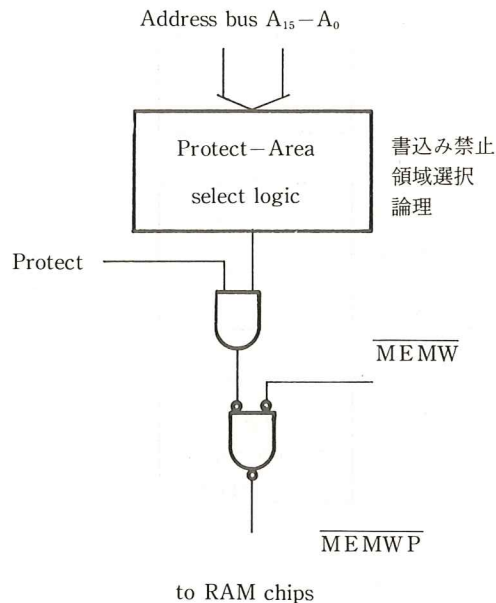 Address bus A₁₅−A₀
Protect−Area
select logic
書込み禁止
領域選択
論理
Protect
MEMW
MEMWP
to RAM chips